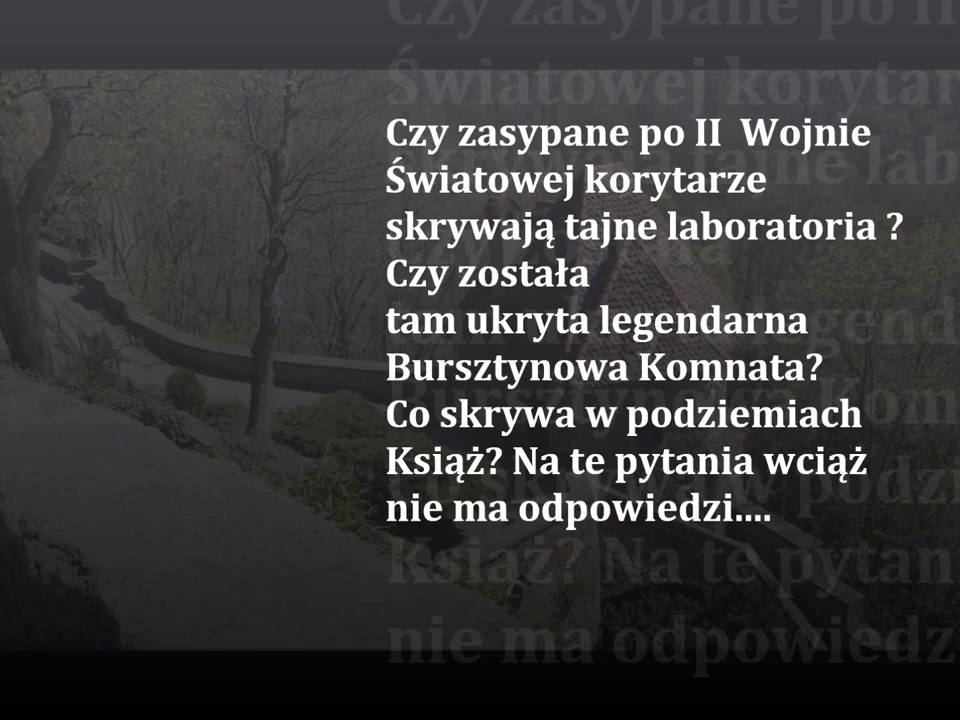 Czy zasypane po II  Wojnie
Światowej korytarze
skrywają tajne laboratoria ?
Czy została
tam ukryta legendarna
Bursztynowa Komnata?
Co skrywa w podziemiach
Książ? Na te pytania wciąż
nie ma odpowiedzi....